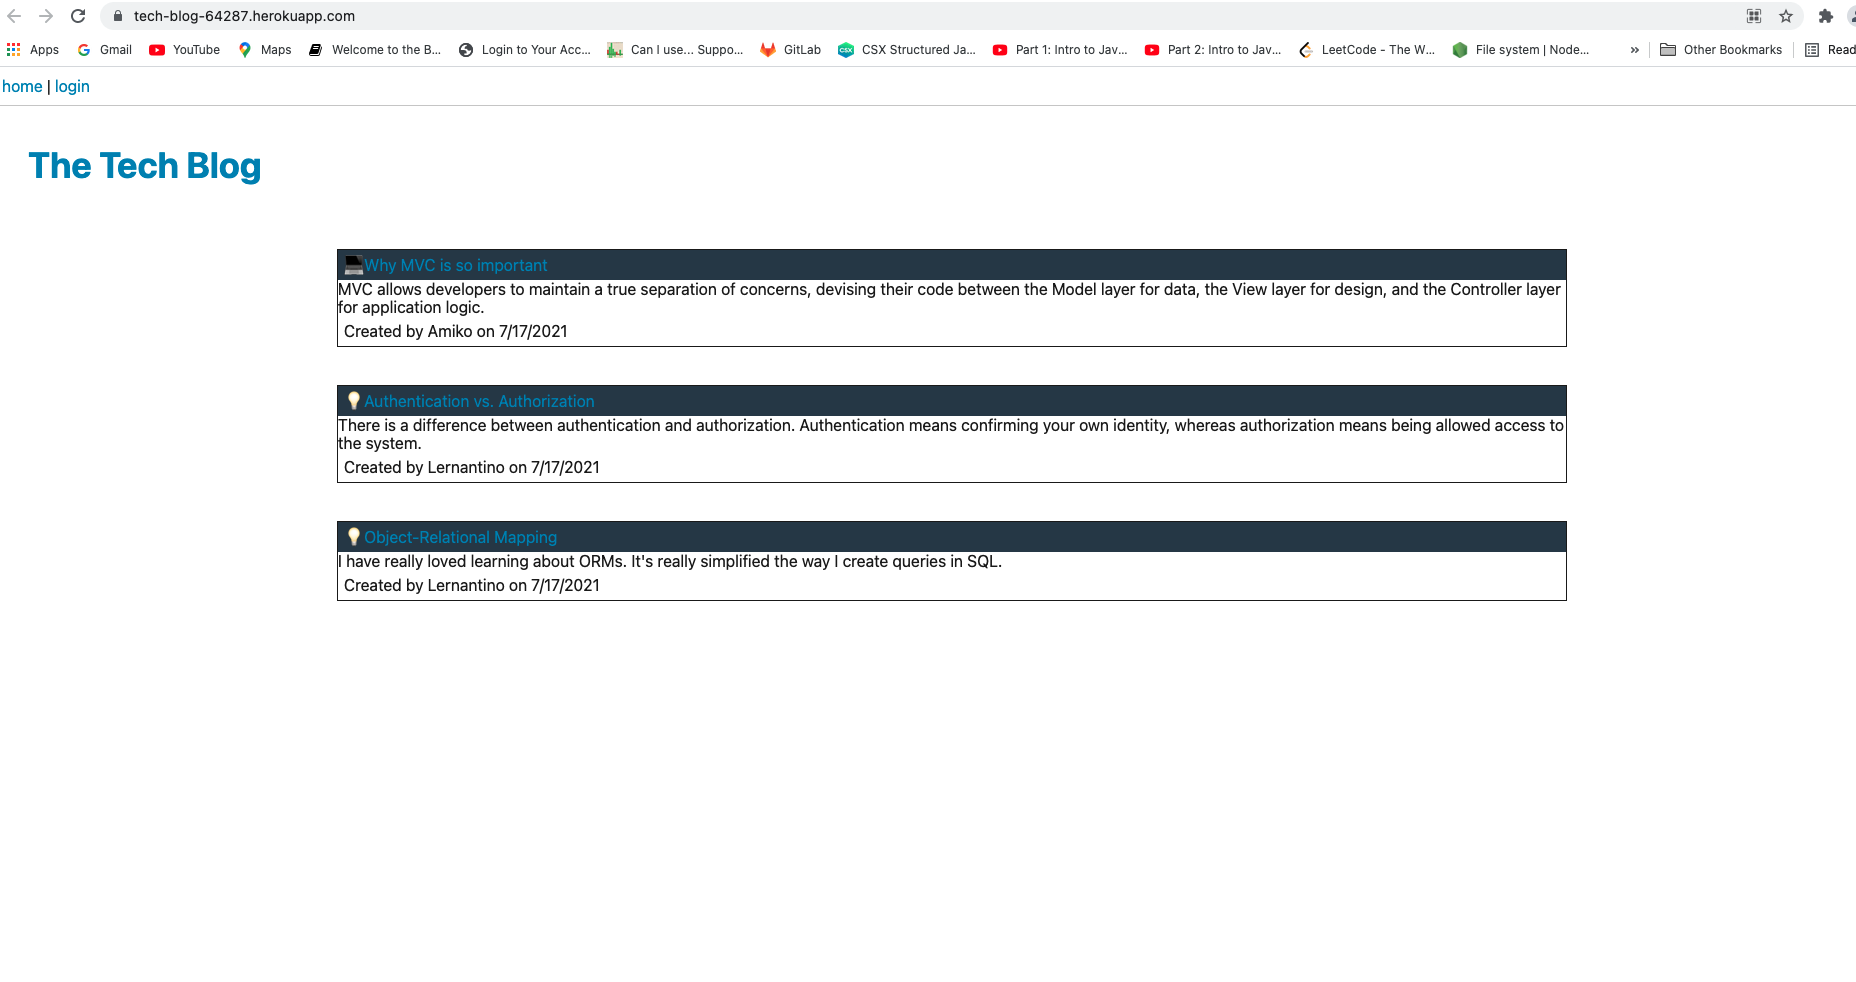 tech-blog-64287.herokuapp.com
Apps Gmail YouTube Maps Welcome to the B... Login to Your Acc... Can I use... Suppo... GitLab CSX Structured Ja... Part 1: Intro to Jav... Part 2: Intro to Jav... LeetCode - The W... File system | Node... » Other Bookmarks Read
home | login
The Tech Blog
Why MVC is so important
MVC allows developers to maintain a true separation of concerns, devising their code between the Model layer for data, the View layer for design, and the Controller layer
for application logic.
Created by Amiko on 7/17/2021
Authentication vs. Authorization
There is a difference between authentication and authorization. Authentication means confirming your own identity, whereas authorization means being allowed access to
the system.
Created by Lernantino on 7/17/2021
Object-Relational Mapping
I have really loved learning about ORMs. It's really simplified the way I create queries in SQL.
Created by Lernantino on 7/17/2021